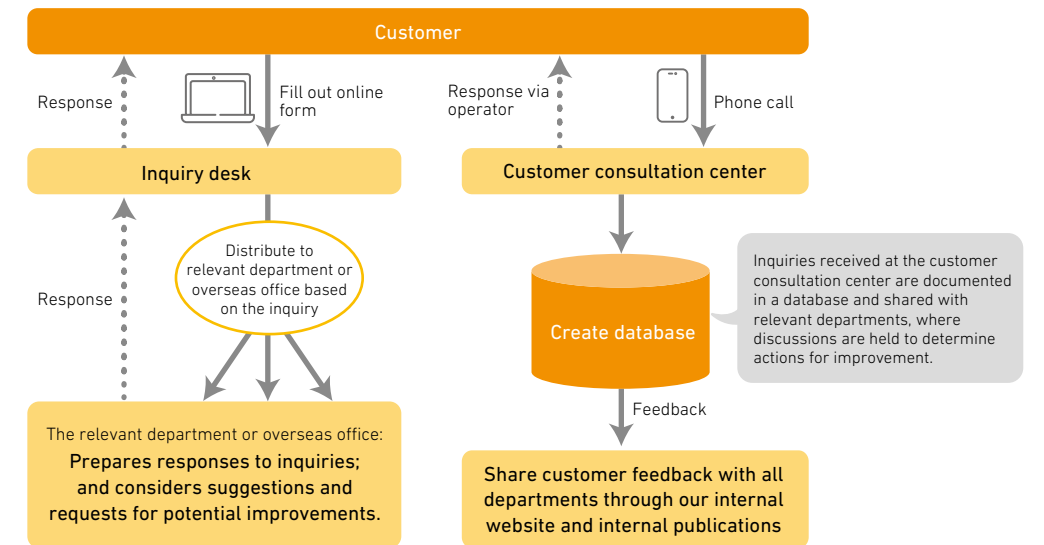 Customer
Response
Fill out online
form
Response via
operator
Phone call
Inquiry desk
Customer consultation center
Distribute to
relevant department or
overseas office based
on the inquiry
Response
Create database
Inquiries received at the customer
consultation center are documented
in a database and shared with
relevant departments, where
discussions are held to determine
actions for improvement.
Feedback
The relevant department or overseas office:
Prepares responses to inquiries;
and considers suggestions and
requests for potential improvements.
Share customer feedback with all
departments through our internal
website and internal publications